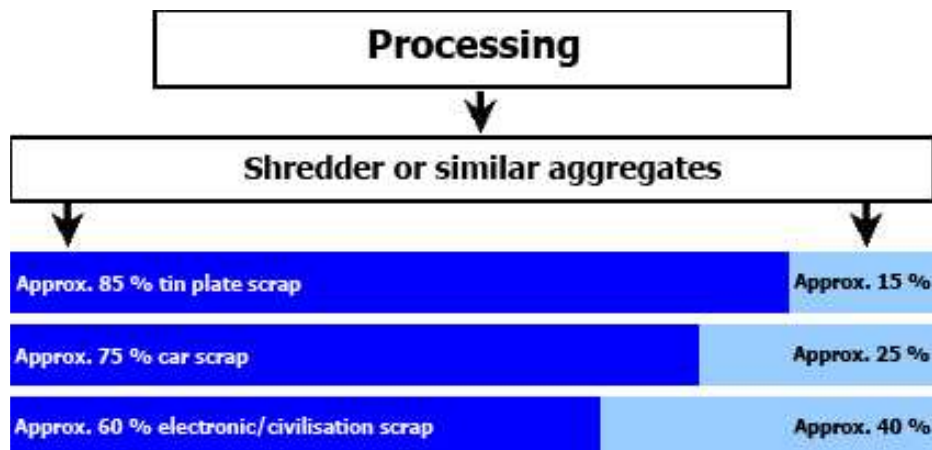 Processing
Shredder or similar aggregates
Approx. 85 % tin plate scrap
Approx. 15 %
Approx. 75 % car scrap
Approx. 25 %
Approx. 60 % electronic/civilisation scrap
Approx. 40 %